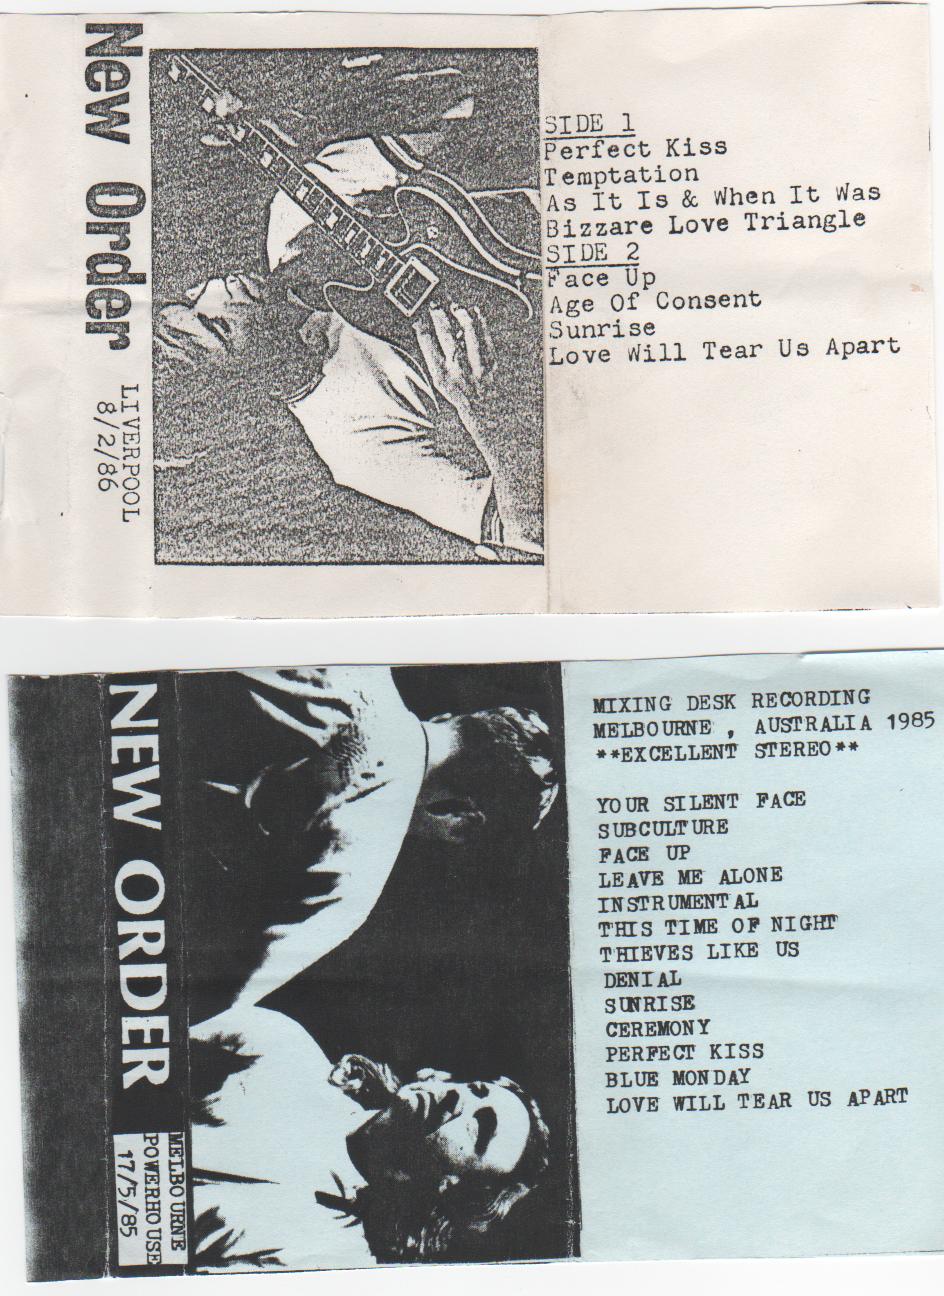 New Order
LIVERPOOL
8/2/86
SIDE 1
Perfect Kiss
Temptation
As It Is & When It Was
Bizzare Love Triangle
SIDE 2
Face Up
Age Of Consent
Sunrise
Love Will Tear Us Apart
NEW ORDER
MELBOURNE
POWERHOUSE
17/5/85
MIXING DESK RECORDING
MELBOURNE , AUSTRALIA 1985
**EXCELLENT STEREO**
YOUR SILENT FACE
SUBCULTURE
FACE UP
LEAVE ME ALONE
INSTRUMENTAL
THIS TIME OF NIGHT
THIEVES LIKE US
DENIAL
SUNRISE
CEREMONY
PERFECT KISS
BLUE MONDAY
LOVE WILL TEAR US APART